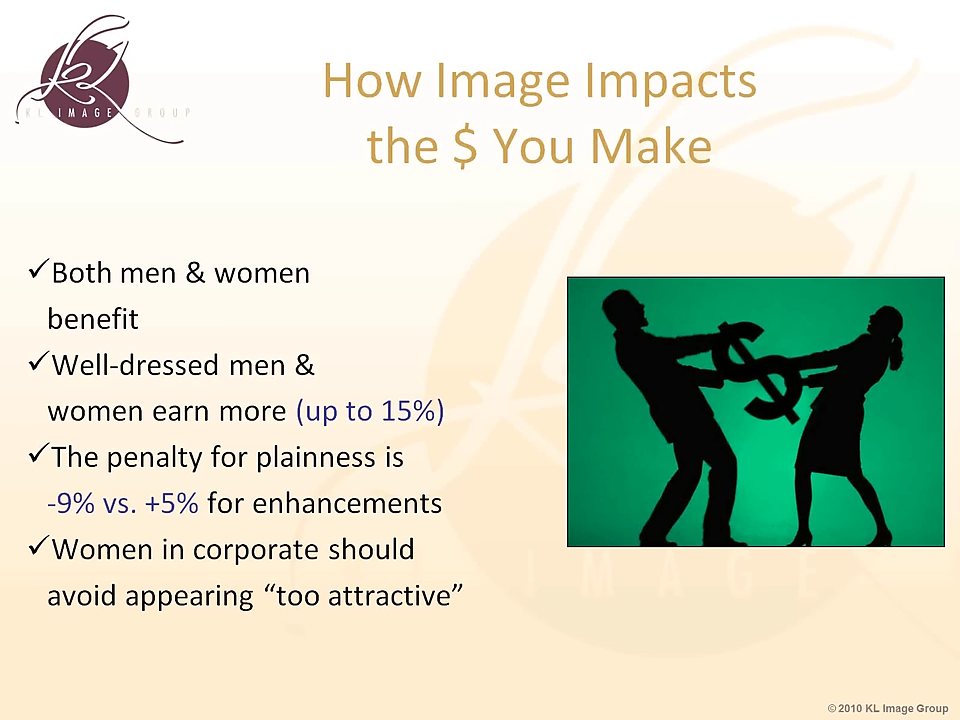 KL IMAGE GROUP
How Image Impacts
the $ You Make
✓Both men & women
benefit
✓Well-dressed men &
women earn more (up to 15%)
✓The penalty for plainness is
-9% vs. +5% for enhancements
✓Women in corporate should
avoid appearing “too attractive”
IMAGE
© 2010 KL Image Group